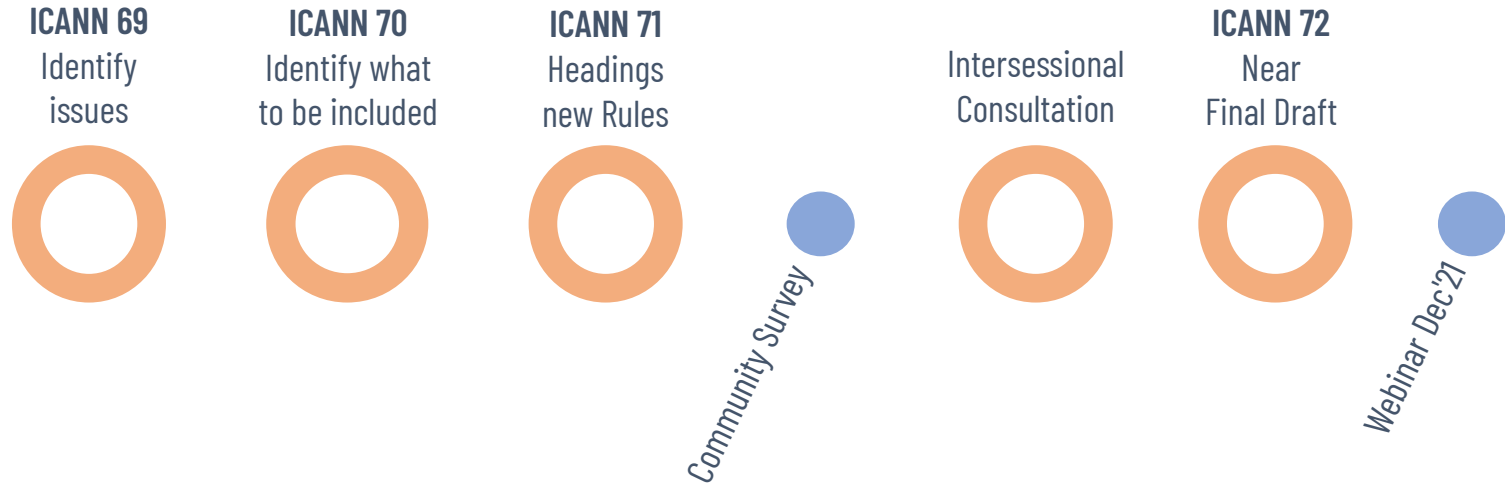 ICANN 69
Identify
issues
ICANN 70
Identify what
to be included
ICANN 71
Headings
new Rules
Community Survey
Intersessional
Consultation
ICANN 72
Near
Final Draft
Webinar Dec'21